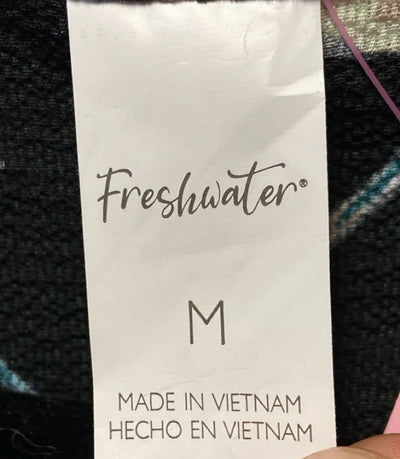 Freshwater®
M
MADE IN VIETNAM
HECHO EN VIETNAM